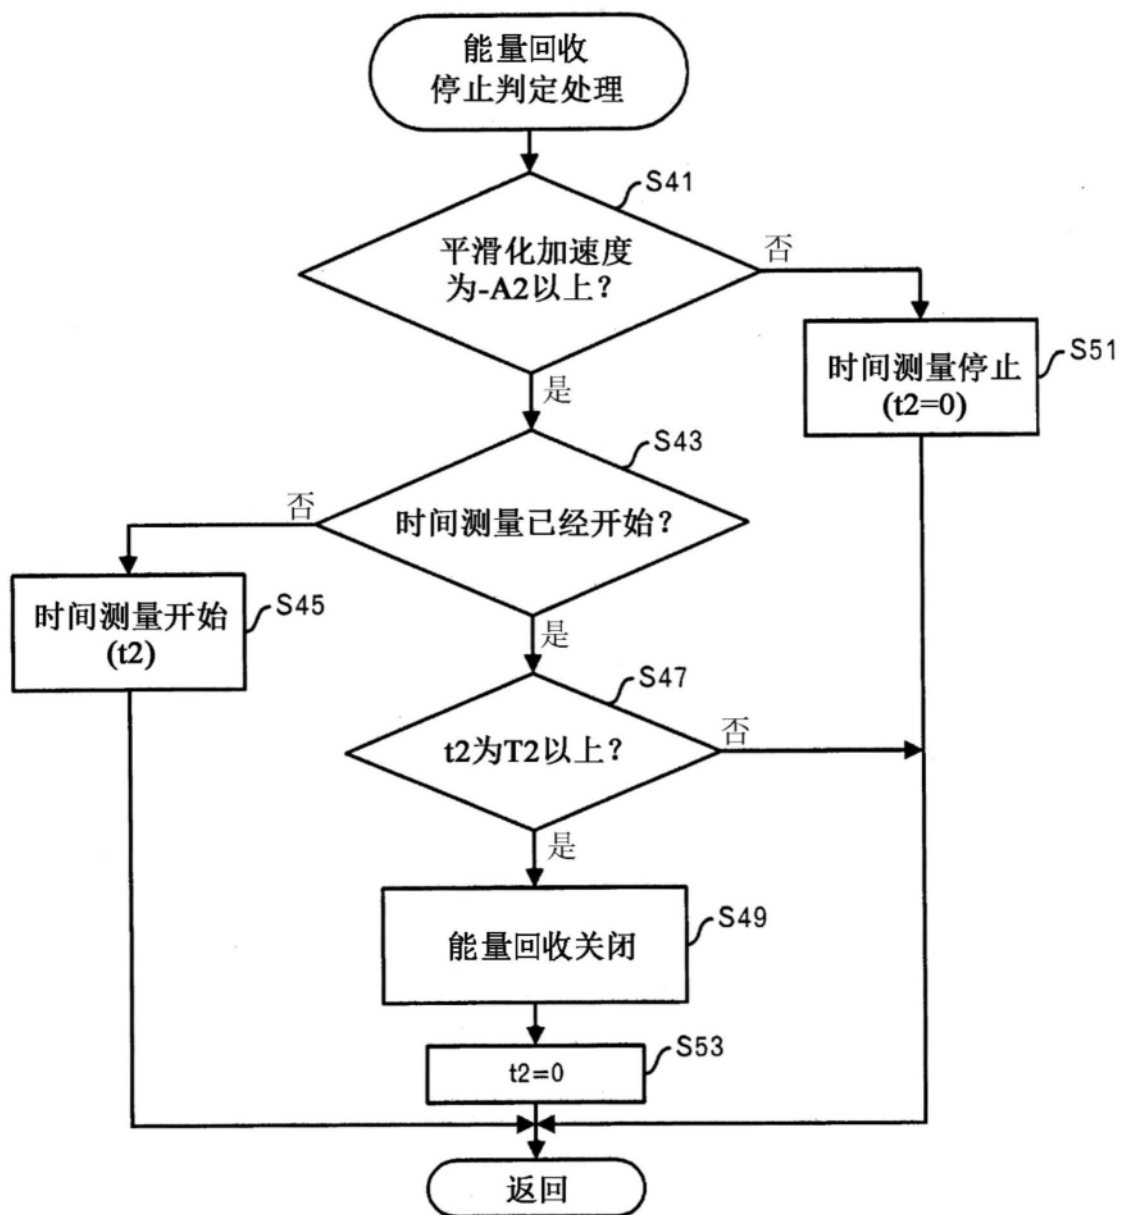 能量回收
停止判定处理
S41
平滑化加速度
为-A2以上？
否
时间测量停止
(t2=0)
S51
是
S43
时间测量已经开始？
否
时间测量开始
(t2)
S45
是
S47
t2为T2以上？
否
是
能量回收关闭
S49
t2=0
S53
返回